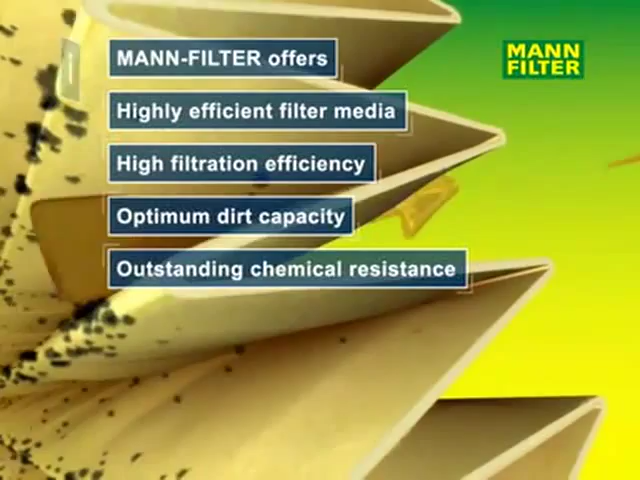 MANN-FILTER offers
MANN
FILTER
Highly efficient filter media
High filtration efficiency
Optimum dirt capacity
Outstanding chemical resistance